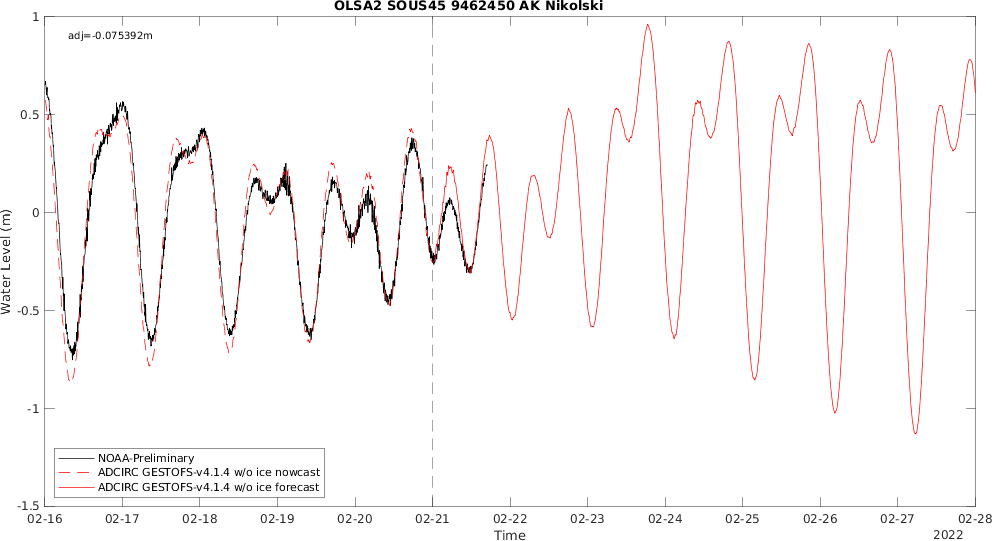 OLSA2 SOUS45 9462450 AK Nikolski
adj=-0.075392m
1
0.5
0
-0.5
-1
-1.5
Water Level (m)
NOAA-Preliminary
ADCIRC GESTOFS-v4.1.4 w/o ice nowcast
ADCIRC GESTOFS-v4.1.4 w/o ice forecast
02-16 02-17 02-18 02-19 02-20 02-21 02-22 02-23 02-24 02-25 02-26 02-27 02-28
Time
2022